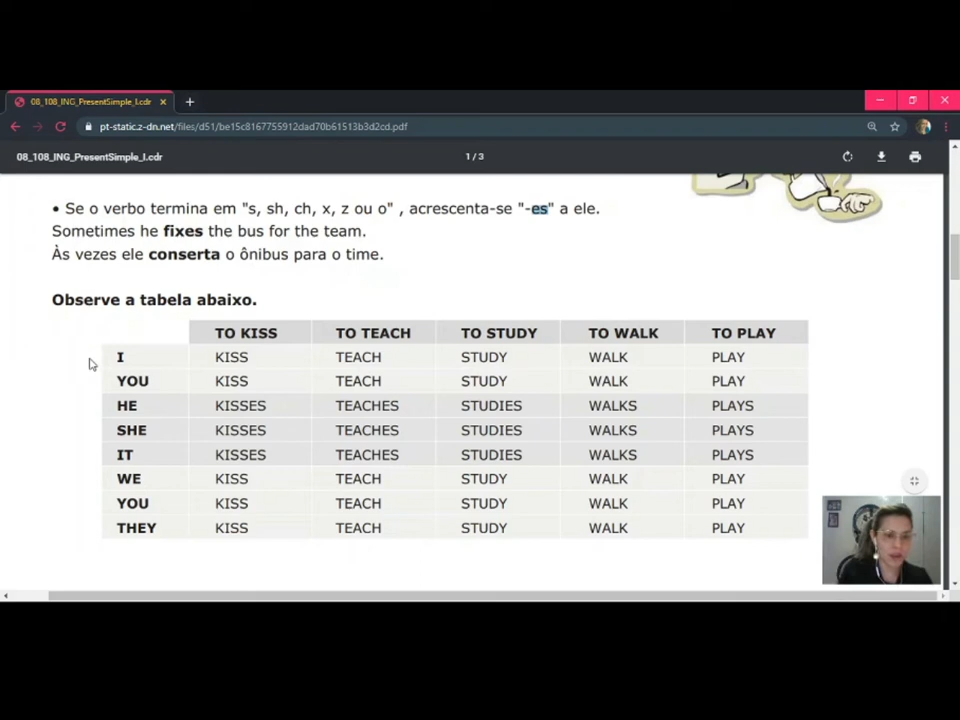 08_108_ING_PresentSimple_I.cdr
pt-static.z-dn.net/files/d51/be15c8167755912dad70b61513b3d2cd.pdf
08_108_ING_PresentSimple_I.cdr 1 / 3
• Se o verbo termina em "s, sh, ch, x, z ou o" , acrescenta-se "-es" a ele.
Sometimes he fixes the bus for the team.
Às vezes ele conserta o ônibus para o time.
Observe a tabela abaixo.
TO KISS TO TEACH TO STUDY TO WALK TO PLAY
I KISS TEACH STUDY WALK PLAY
YOU KISS TEACH STUDY WALK PLAY
HE KISSES TEACHES STUDIES WALKS PLAYS
SHE KISSES TEACHES STUDIES WALKS PLAYS
IT KISSES TEACHES STUDIES WALKS PLAYS
WE KISS TEACH STUDY WALK PLAY
YOU KISS TEACH STUDY WALK PLAY
THEY KISS TEACH STUDY WALK PLAY